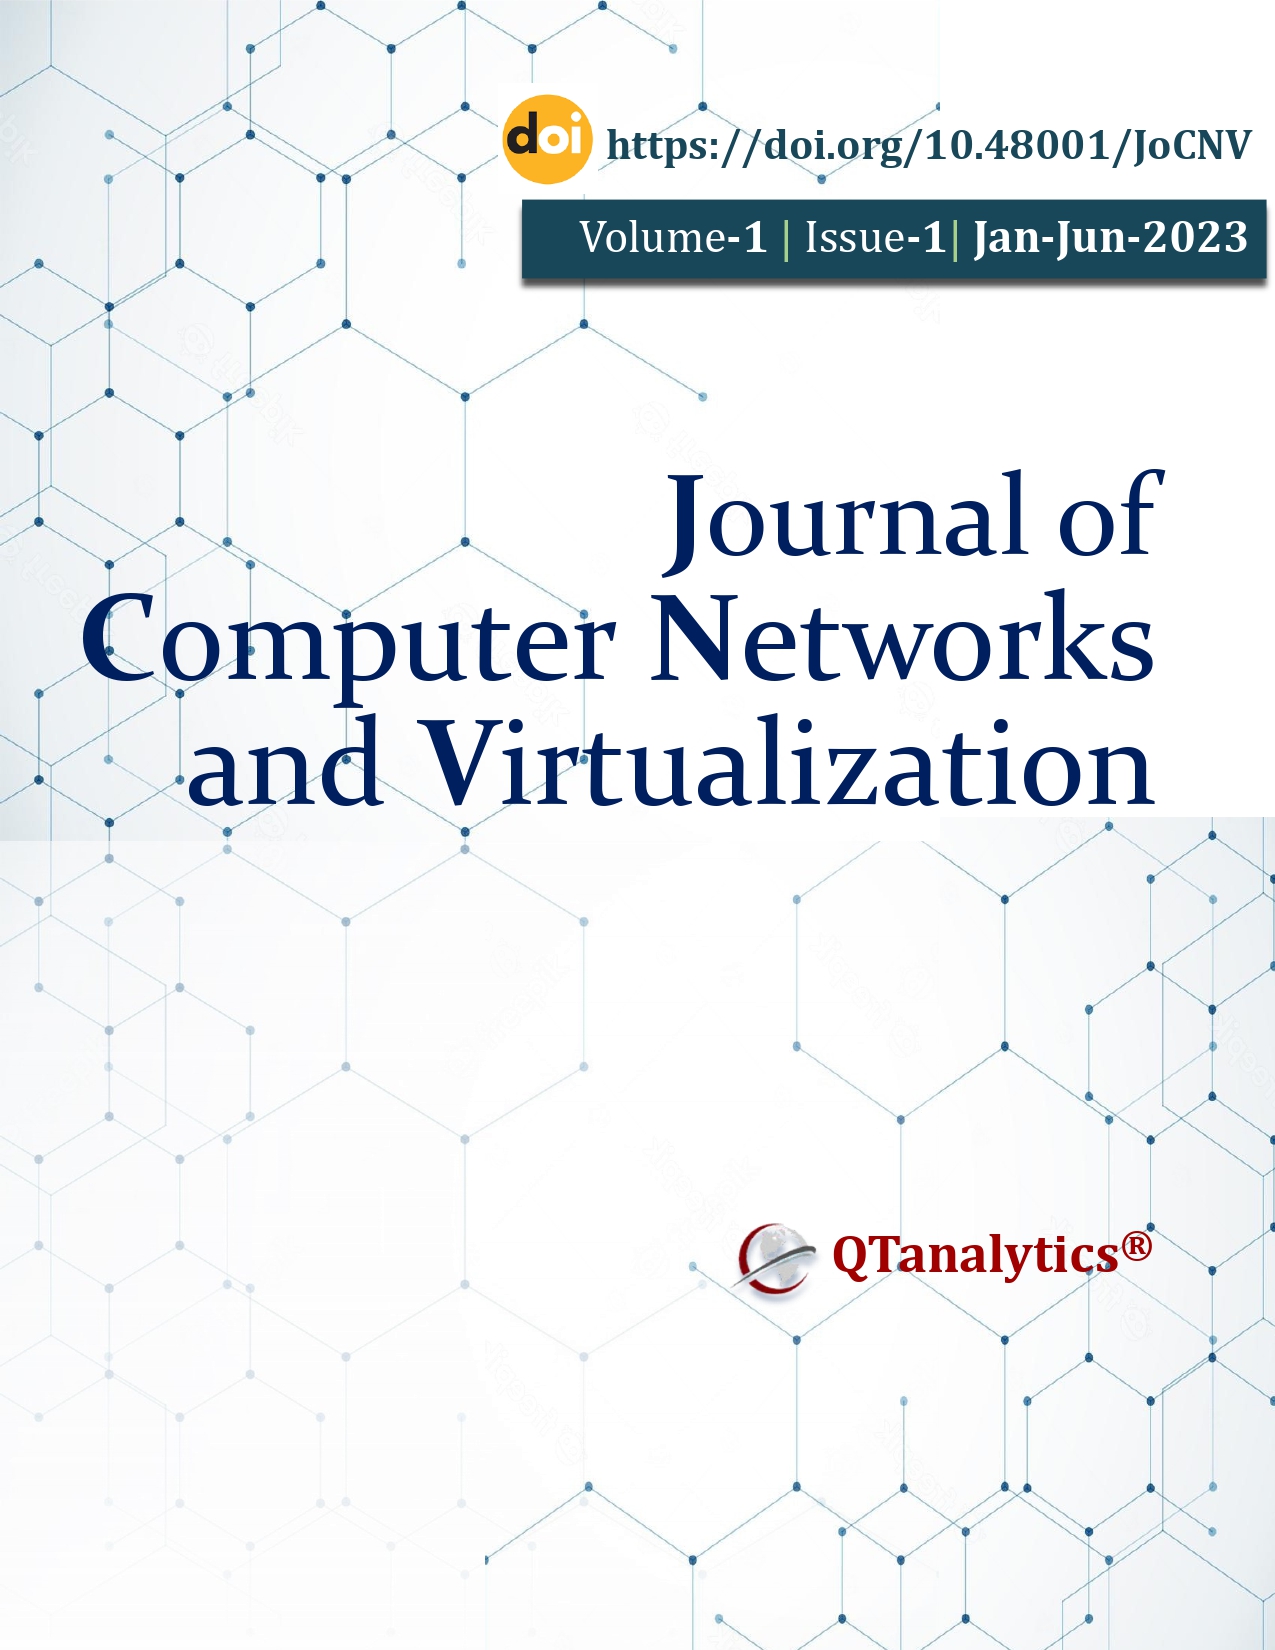 doi https://doi.org/10.48001/JoCNV
Volume-1 | Issue-1| Jan-Jun-2023
Journal of
Computer Networks
and Virtualization
QTanalytics®